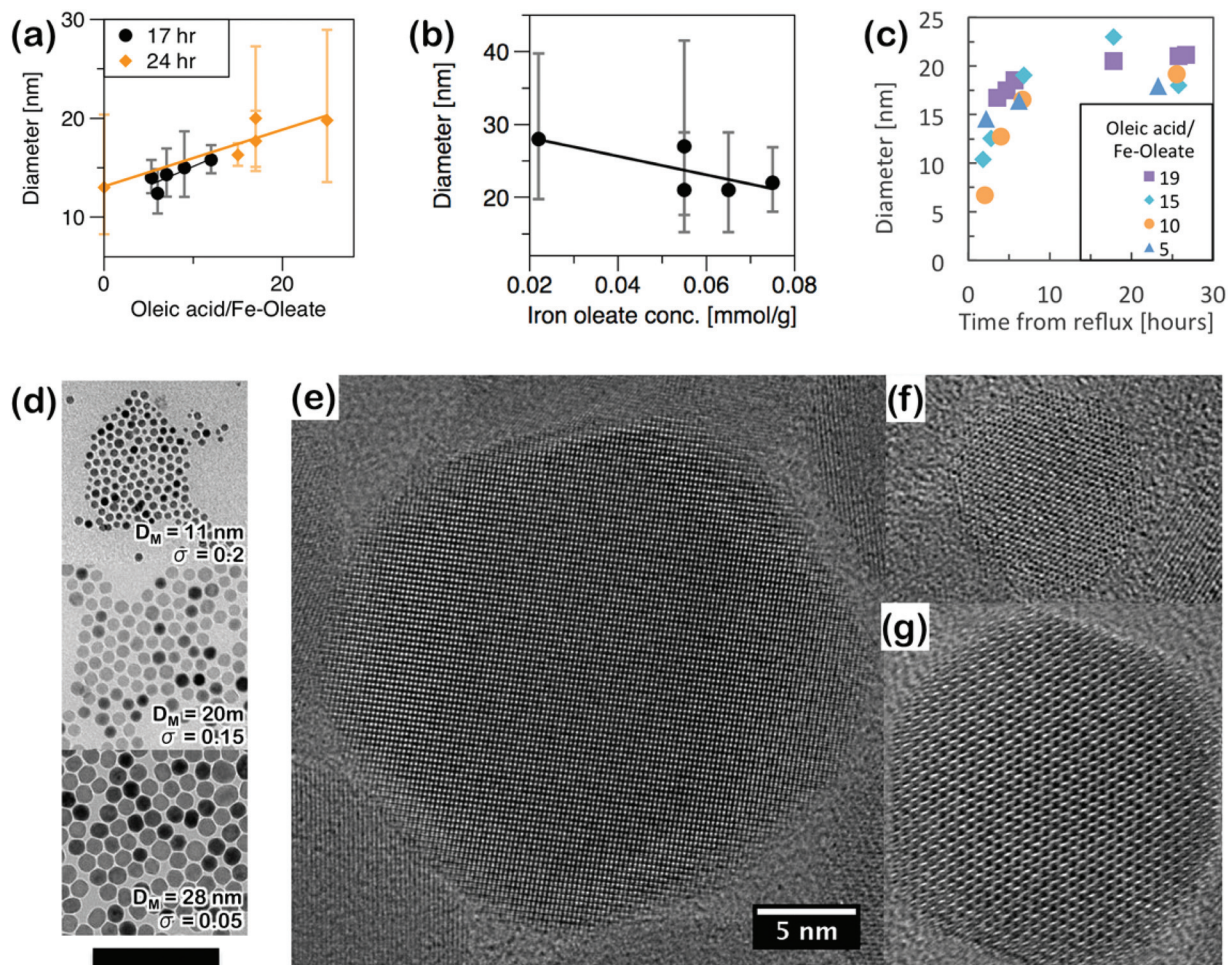 (a)
30
20
10
Diameter [nm]
17 hr
24 hr
0
20
Oleic acid/Fe-Oleate
(b)
40
30
20
Diameter [nm]
0.02
0.04
0.06
0.08
Iron oleate conc. [mmol/g]
(c)
25
20
15
10
5
0
Diameter [nm]
Oleic acid/
Fe-Oleate
19
15
10
5
0
10
20
30
Time from reflux [hours]
(d)
D_M = 11 nm
σ = 0.2
D_M = 20m
σ = 0.15
D_M = 28 nm
σ = 0.05
(e)
5 nm
(f)
(g)